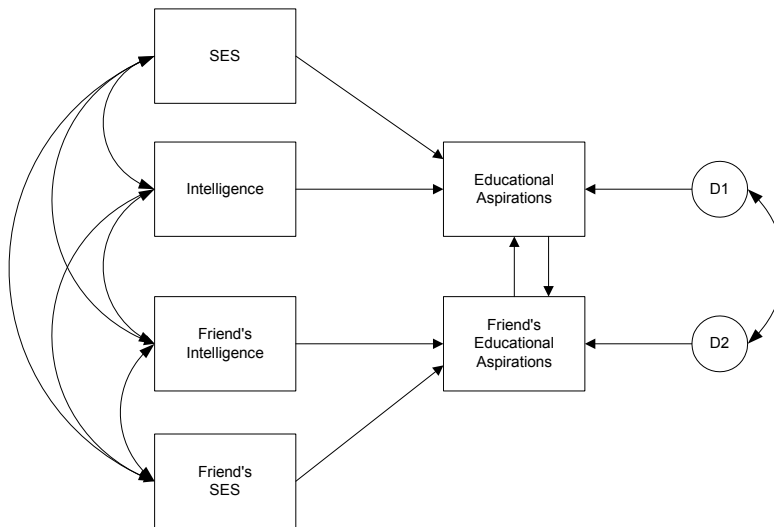 SES
Intelligence
Educational
Aspirations
D1
Friend's
Intelligence
Friend's
Educational
Aspirations
D2
Friend's
SES